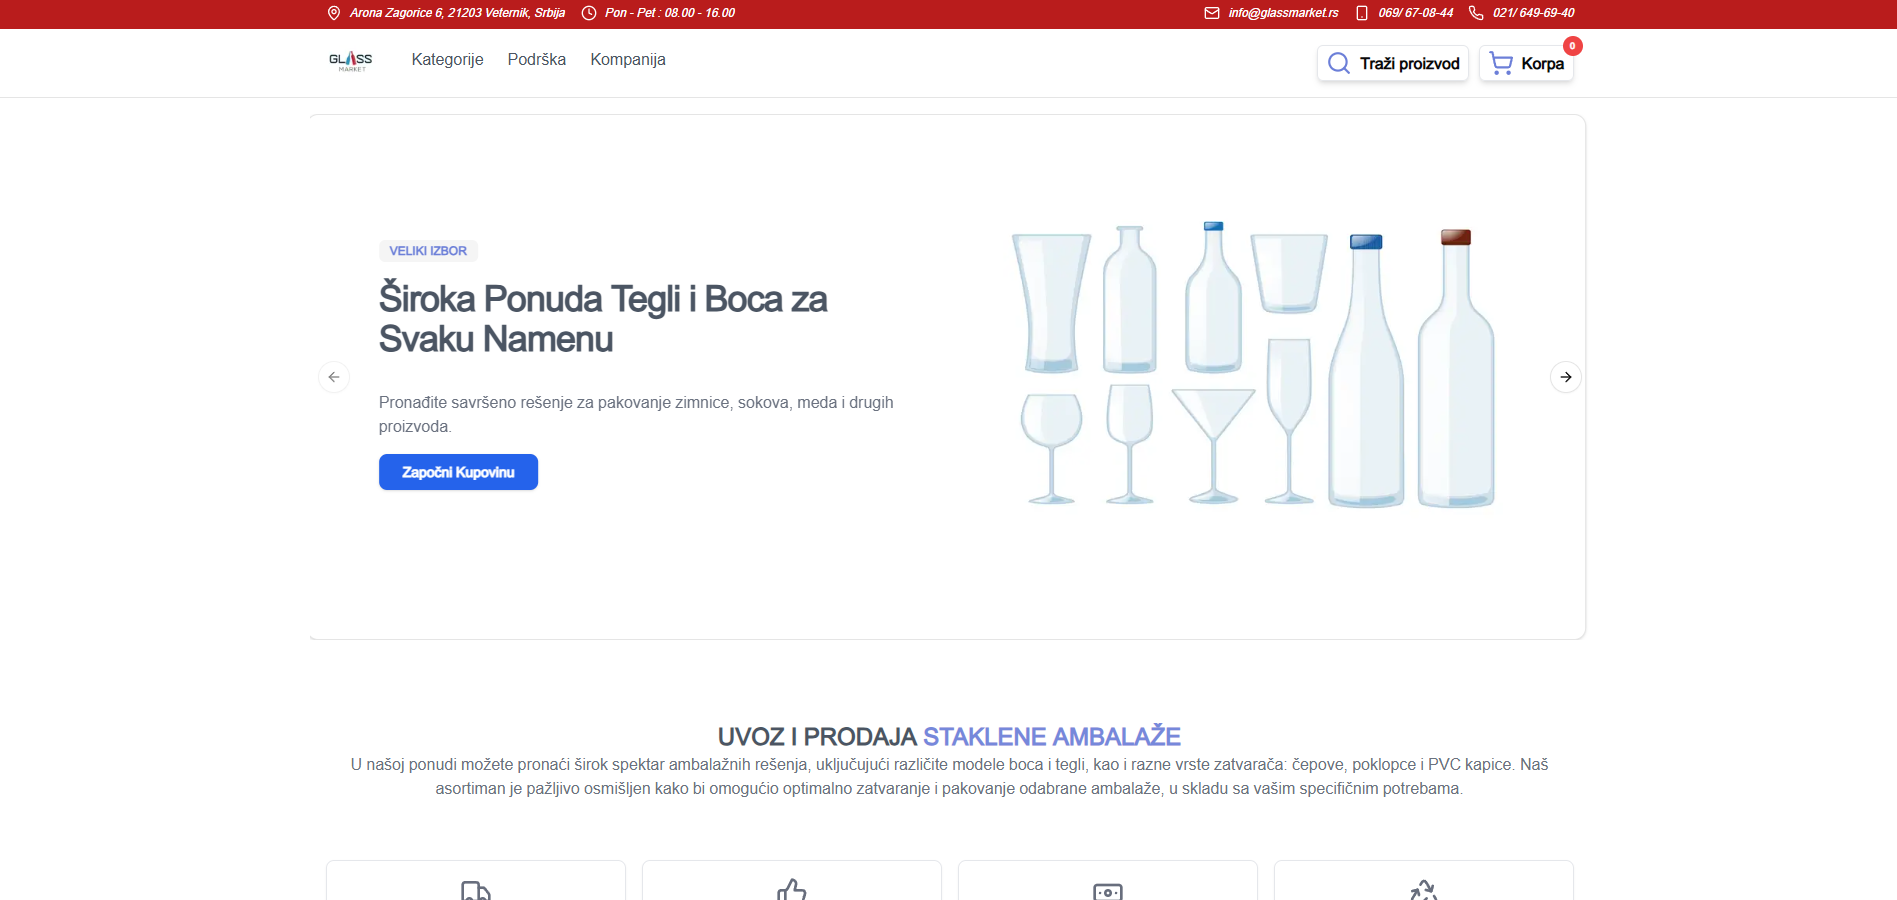 Arona Zagorice 6, 21203 Veternik, Srbija
Pon - Pet : 08.00 - 16.00
info@glassmarket.rs
069/ 67-08-44
021/ 649-69-40
GLASS
MARKET
Kategorije
Podrška
Kompanija
Traži proizvod
Korpa
0
VELIKI IZBOR
Široka Ponuda Tegli i Boca za
Svaku Namenu
Pronađite savršeno rešenje za pakovanje zimnice, sokova, meda i drugih
proizvoda.
Započni Kupovinu
UVOZ I PRODAJA STAKLENE AMBALAŽE
U našoj ponudi možete pronaći širok spektar ambalažnih rešenja, uključujući različite modele boca i tegli, kao i razne vrste zatvarača: čepove, poklopce i PVC kapice. Naš
asortiman je pažljivo osmišljen kako bi omogućio optimalno zatvaranje i pakovanje odabrane ambalaže, u skladu sa vašim specifičnim potrebama.